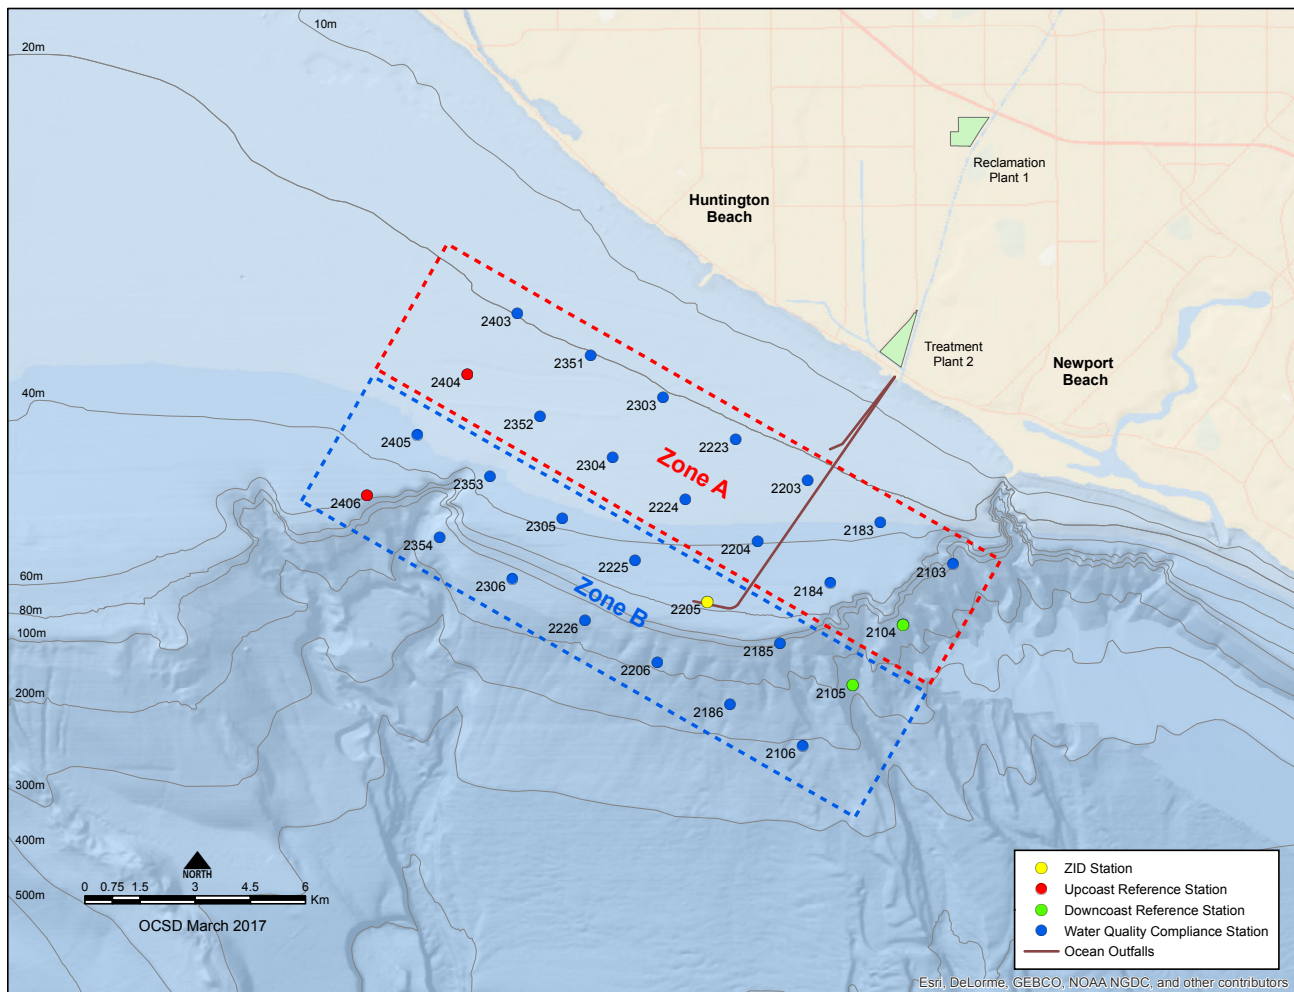 10m
20m
Reclamation
Plant 1
Huntington
Beach
2403
Treatment
Plant 2
2351
Newport
Beach
2404
40m
2303
2352
2405
2223
2304
Zone A
2353
2203
2406
2224
2305
2183
2204
2354
2225
2103
60m
2306
2184
Zone B
80m
2205
2226
2104
100m
2185
2206
2105
200m
2186
2106
300m
400m
NORTH
500m
0 0.75 1.5 3 4.5 6
Km
OCSD March 2017
ZID Station
Upcoast Reference Station
Downcoast Reference Station
Water Quality Compliance Station
Ocean Outfalls
Esri, DeLorme, GEBCO, NOAA NGDC, and other contributors